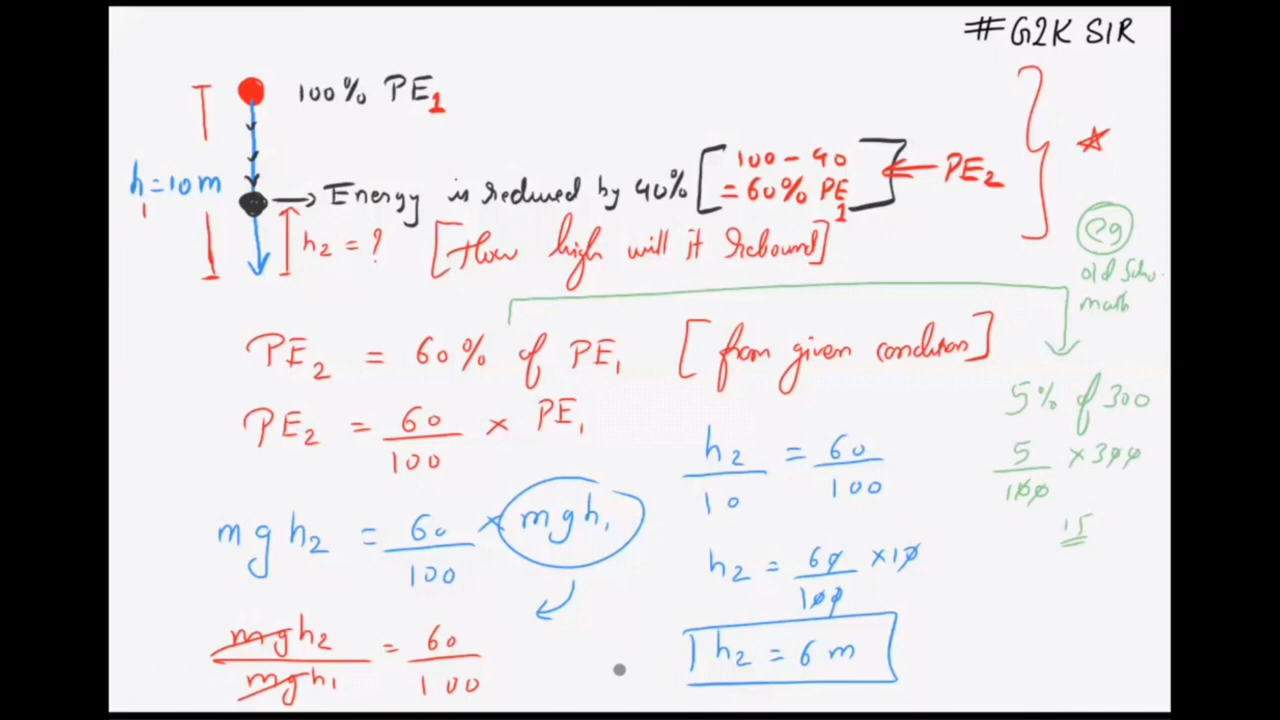 #G2K SIR
100% PE1
h1=10m
Energy is reduced by 40% [100-40
=60% PE1] ← PE2
h2 = ? [How high will it rebound]
eg
old
math
PE2 = 60% of PE1 [from given condition]
PE2 = 60/100 × PE1
mgh2 = 60/100 × mgh1
mgh2/mgh1 = 60/100
h2/10 = 60/100
h2 = 60/100 ×10
h2 = 6m
5% of 300
5/100 ×300
15